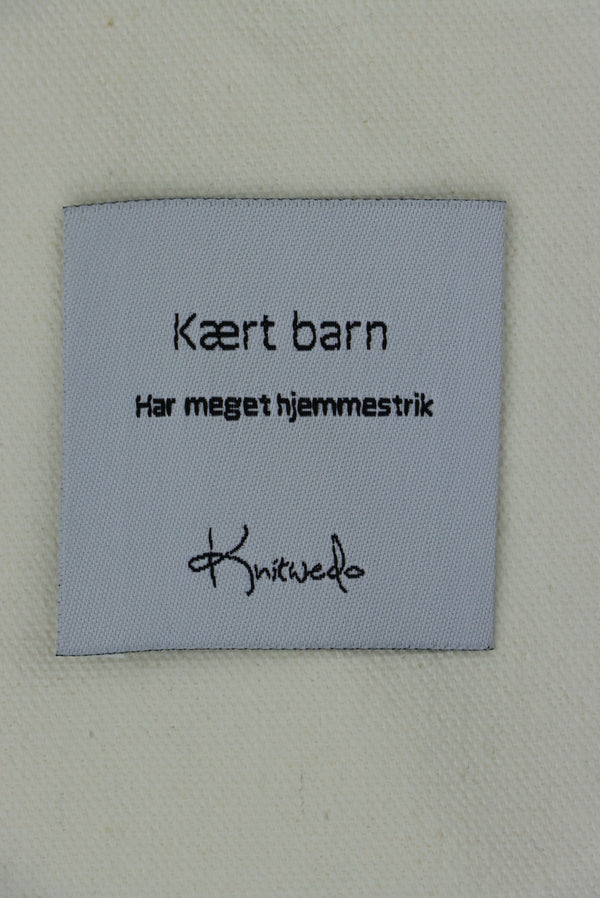 Kært barn
Har meget hjemmestrik
Knitwedo